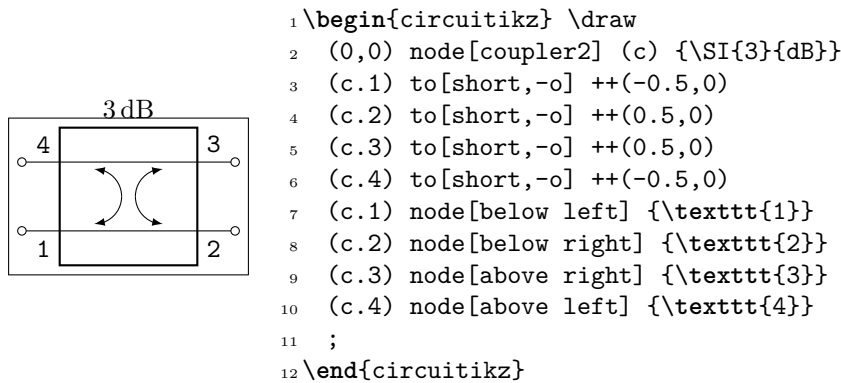 3 dB
4 3
1 2
1 \begin{circuitikz} \draw
2 (0,0) node[coupler2] (c) {\SI{3}{dB}}
3 (c.1) to[short,-o] ++(-0.5,0)
4 (c.2) to[short,-o] ++(0.5,0)
5 (c.3) to[short,-o] ++(0.5,0)
6 (c.4) to[short,-o] ++(-0.5,0)
7 (c.1) node[below left] {\texttt{1}}
8 (c.2) node[below right] {\texttt{2}}
9 (c.3) node[above right] {\texttt{3}}
10 (c.4) node[above left] {\texttt{4}}
11 ;
12 \end{circuitikz}